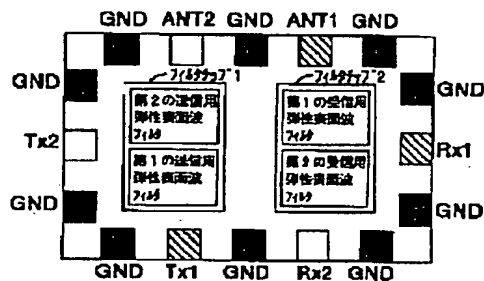 GND ANT2 GND ANT1 GND
フィルタチップ1
フィルタチップ2
GND
GND
第2の送信用
弾性表面波
フィルタ
第1の受信用
弾性表面波
フィルタ
Tx2
Rx1
第1の送信用
弾性表面波
フィルタ
第2の受信用
弾性表面波
フィルタ
GND
GND
GND Tx1 GND Rx2 GND